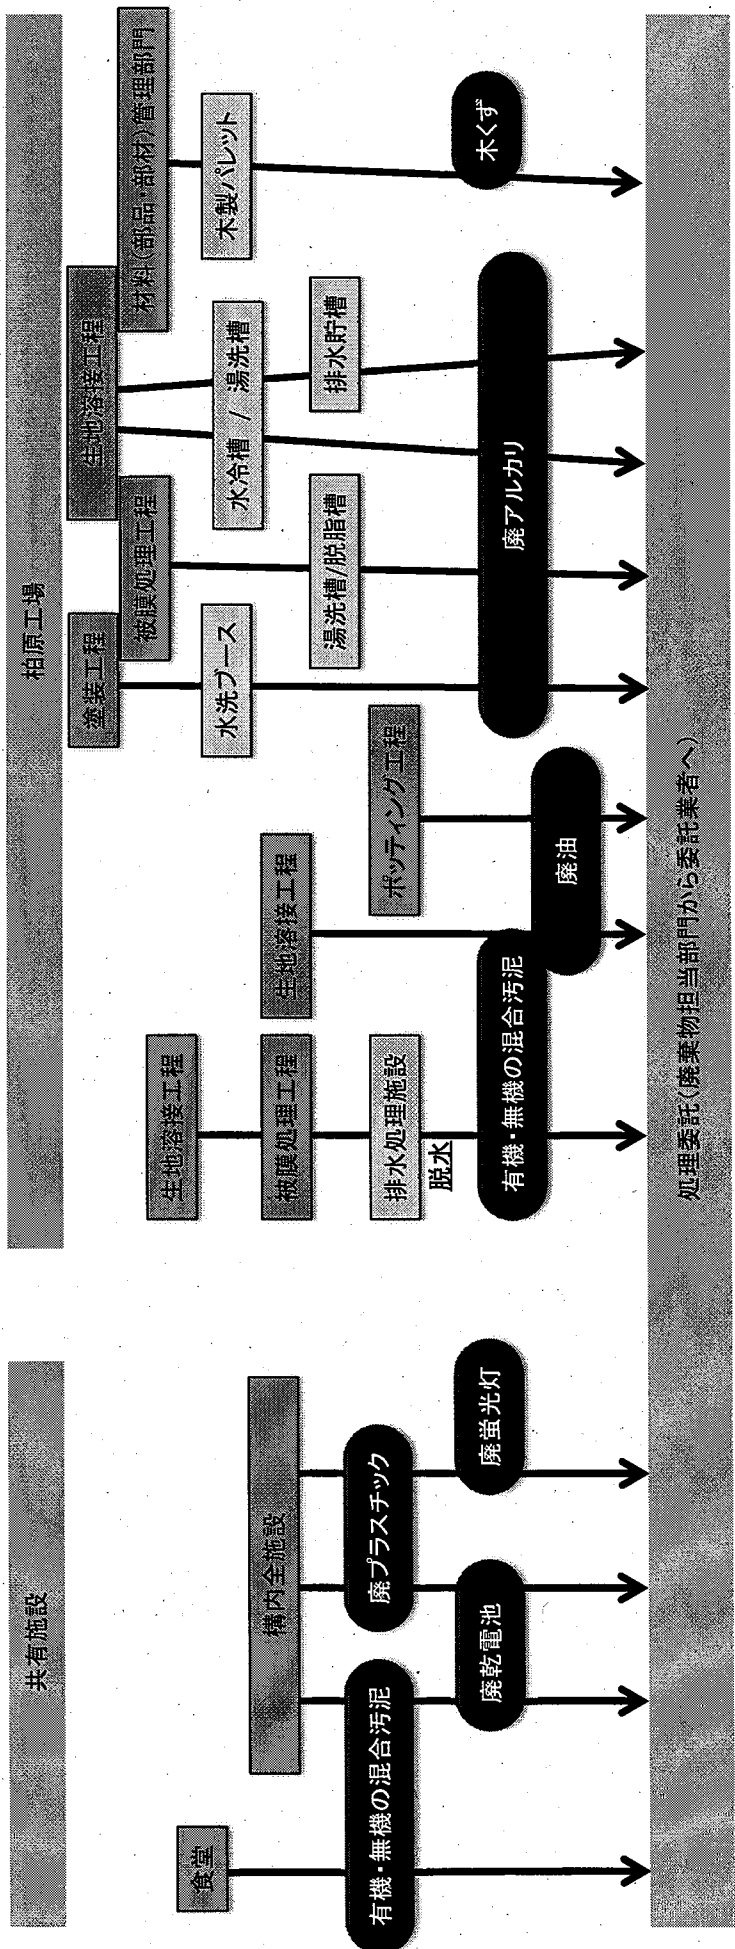 共有施設
食堂
有機・無機の混合汚泥
構内全施設
廃プラスチック
廃乾電池
廃蛍光灯
柏原工場
生地溶接工程
被膜処理工程
排水処理施設
脱水
有機・無機の混合汚泥
生地溶接工程
ポッティング工程
廃油
塗装工程
水洗ブース
被膜処理工程
湯洗槽/脱脂槽
生地溶接工程
水冷槽 / 湯洗槽
排水貯槽
廃アルカリ
材料(部品・部材)管理部門
木製パレット
木くず
処理委託(廃棄物担当部門から委託業者へ)